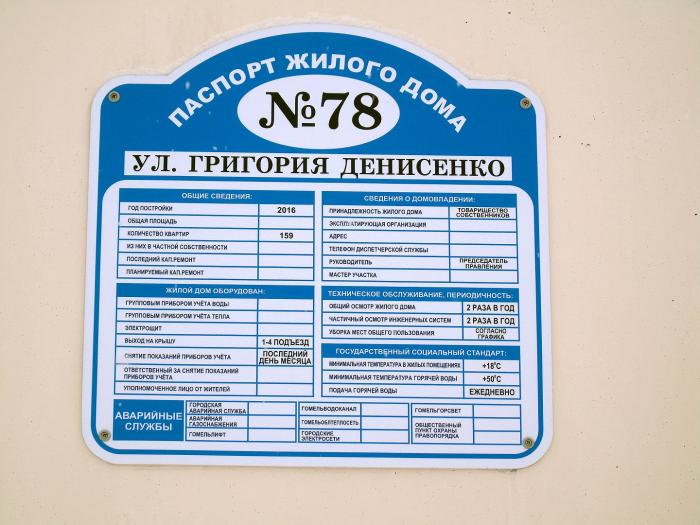 ПАСПОРТ ЖИЛОГО ДОМА
№78
УЛ. ГРИГОРИЯ ДЕНИСЕНКО
ОБЩИЕ СВЕДЕНИЯ:
ГОД ПОСТРОЙКИ 2016
ОБЩАЯ ПЛОЩАДЬ
КОЛИЧЕСТВО КВАРТИР 159
ИЗ НИХ В ЧАСТНОЙ СОБСТВЕННОСТИ
ПОСЛЕДНИЙ КАП.РЕМОНТ
ПЛАНИРУЕМЫЙ КАП.РЕМОНТ
ЖИЛОЙ ДОМ ОБОРУДОВАН:
ГРУППОВЫМ ПРИБОРОМ УЧЁТА ВОДЫ
ГРУППОВЫМ ПРИБОРОМ УЧЁТА ТЕПЛА
ЭЛЕКТРОЩИТ
ВЫХОД НА КРЫШУ 1-4 ПОДЪЕЗД
СНЯТИЕ ПОКАЗАНИЙ ПРИБОРОВ УЧЁТА ПОСЛЕДНИЙ
ДЕНЬ МЕСЯЦА
ОТВЕТСТВЕННЫЙ ЗА СНЯТИЕ ПОКАЗАНИЙ
ПРИБОРОВ УЧЁТА
УПОЛНОМОЧЕННОЕ ЛИЦО ОТ ЖИТЕЛЕЙ
СВЕДЕНИЯ О ДОМОВЛАДЕНИИ:
ПРИНАДЛЕЖНОСТЬ ЖИЛОГО ДОМА ТОВАРИЩЕСТВО
СОБСТВЕННИКОВ
ЭКСПЛУАТИРУЮЩАЯ ОРГАНИЗАЦИЯ
АДРЕС
ТЕЛЕФОН ДИСПЕТЧЕРСКОЙ СЛУЖБЫ
РУКОВОДИТЕЛЬ ПРЕДСЕДАТЕЛЬ
ПРАВЛЕНИЯ
МАСТЕР УЧАСТКА
ТЕХНИЧЕСКОЕ ОБСЛУЖИВАНИЕ, ПЕРИОДИЧНОСТЬ:
ОБЩИЙ ОСМОТР ЖИЛОГО ДОМА 2 РАЗА В ГОД
ЧАСТИЧНЫЙ ОСМОТР ИНЖЕНЕРНЫХ СИСТЕМ 2 РАЗА В ГОД
УБОРКА МЕСТ ОБЩЕГО ПОЛЬЗОВАНИЯ СОГЛАСНО
ГРАФИКА
ГОСУДАРСТВЕННЫЙ СОЦИАЛЬНЫЙ СТАНДАРТ:
МИНИМАЛЬНАЯ ТЕМПЕРАТУРА В ЖИЛЫХ ПОМЕЩЕНИЯХ +18°С
МИНИМАЛЬНАЯ ТЕМПЕРАТУРА ГОРЯЧЕЙ ВОДЫ +50°С
ПОДАЧА ГОРЯЧЕЙ ВОДЫ ЕЖЕДНЕВНО
АВАРИЙНЫЕ
СЛУЖБЫ
ГОРОДСКАЯ
АВАРИЙНАЯ СЛУЖБА
АВАРИЙНАЯ
ГАЗОСНАБЖЕНИЯ
ГОМЕЛЬЛИФТ
ГОМЕЛЬВОДОКАНАЛ
ГОМЕЛЬОБЛТЕПЛОСЕТЬ
ГОРОДСКИЕ
ЭЛЕКТРОСЕТИ
ГОМЕЛЬГОРСВЕТ
ОБЩЕСТВЕННЫЙ
ПУНКТ ОХРАНЫ
ПРАВОПОРЯДКА